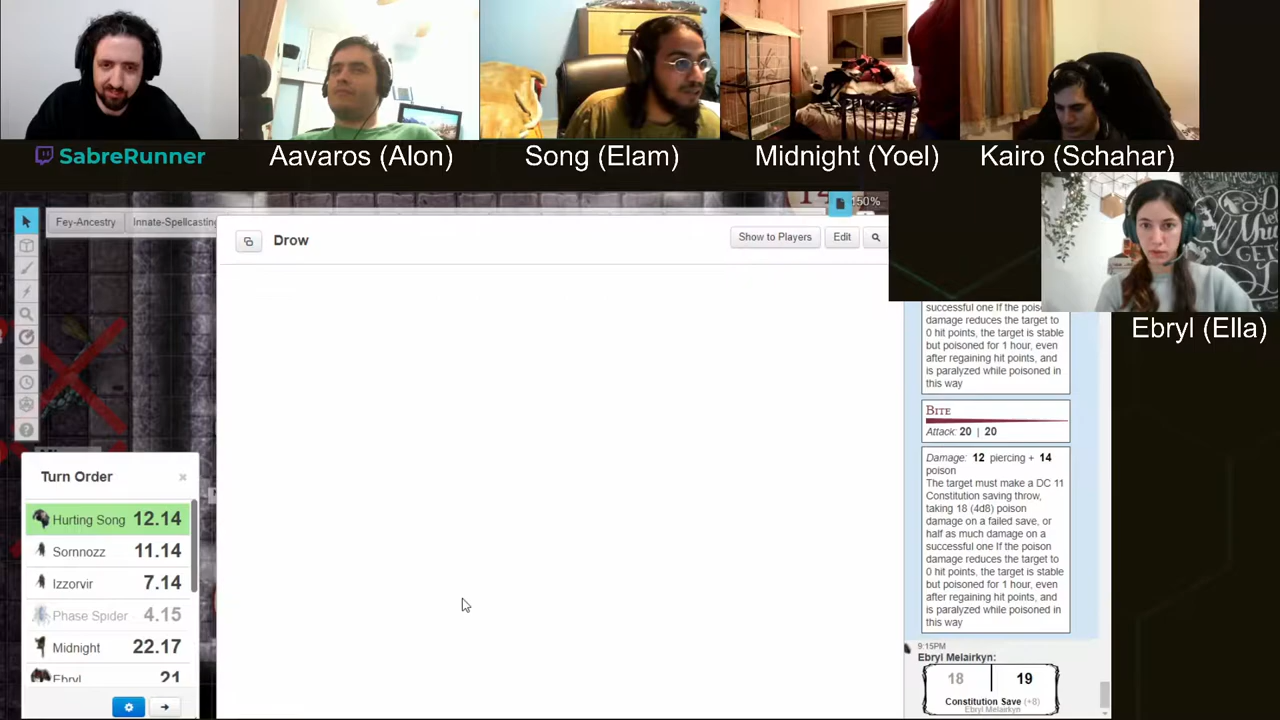 SabreRunner
Aavaros (Alon)
Song (Elam)
Midnight (Yoel)
Kairo (Schahar)
Ebryl (Ella)
Fey-Ancestry
Innate-Spellcasting
150%
Drow
Show to Players
Edit
successful one If the poison
damage reduces the target to
0 hit points, the target is stable
but poisoned for 1 hour, even
after regaining hit points, and
is paralyzed while poisoned in
this way
BITE
Attack: 20 | 20
Damage: 12 piercing + 14
poison
The target must make a DC 11
Constitution saving throw,
taking 18 (4d8) poison
damage on a failed save, or
half as much damage on a
successful one If the poison
damage reduces the target to
0 hit points, the target is stable
but poisoned for 1 hour, even
after regaining hit points, and
is paralyzed while poisoned in
this way
9:15PM
Ebryl Melairkyn:
18 19
Constitution Save (+8)
Ebryl Melairkyn
Turn Order
Hurting Song 12.14
Sornnozz 11.14
Izzorvir 7.14
Phase Spider 4.15
Midnight 22.17
Ebryl 21